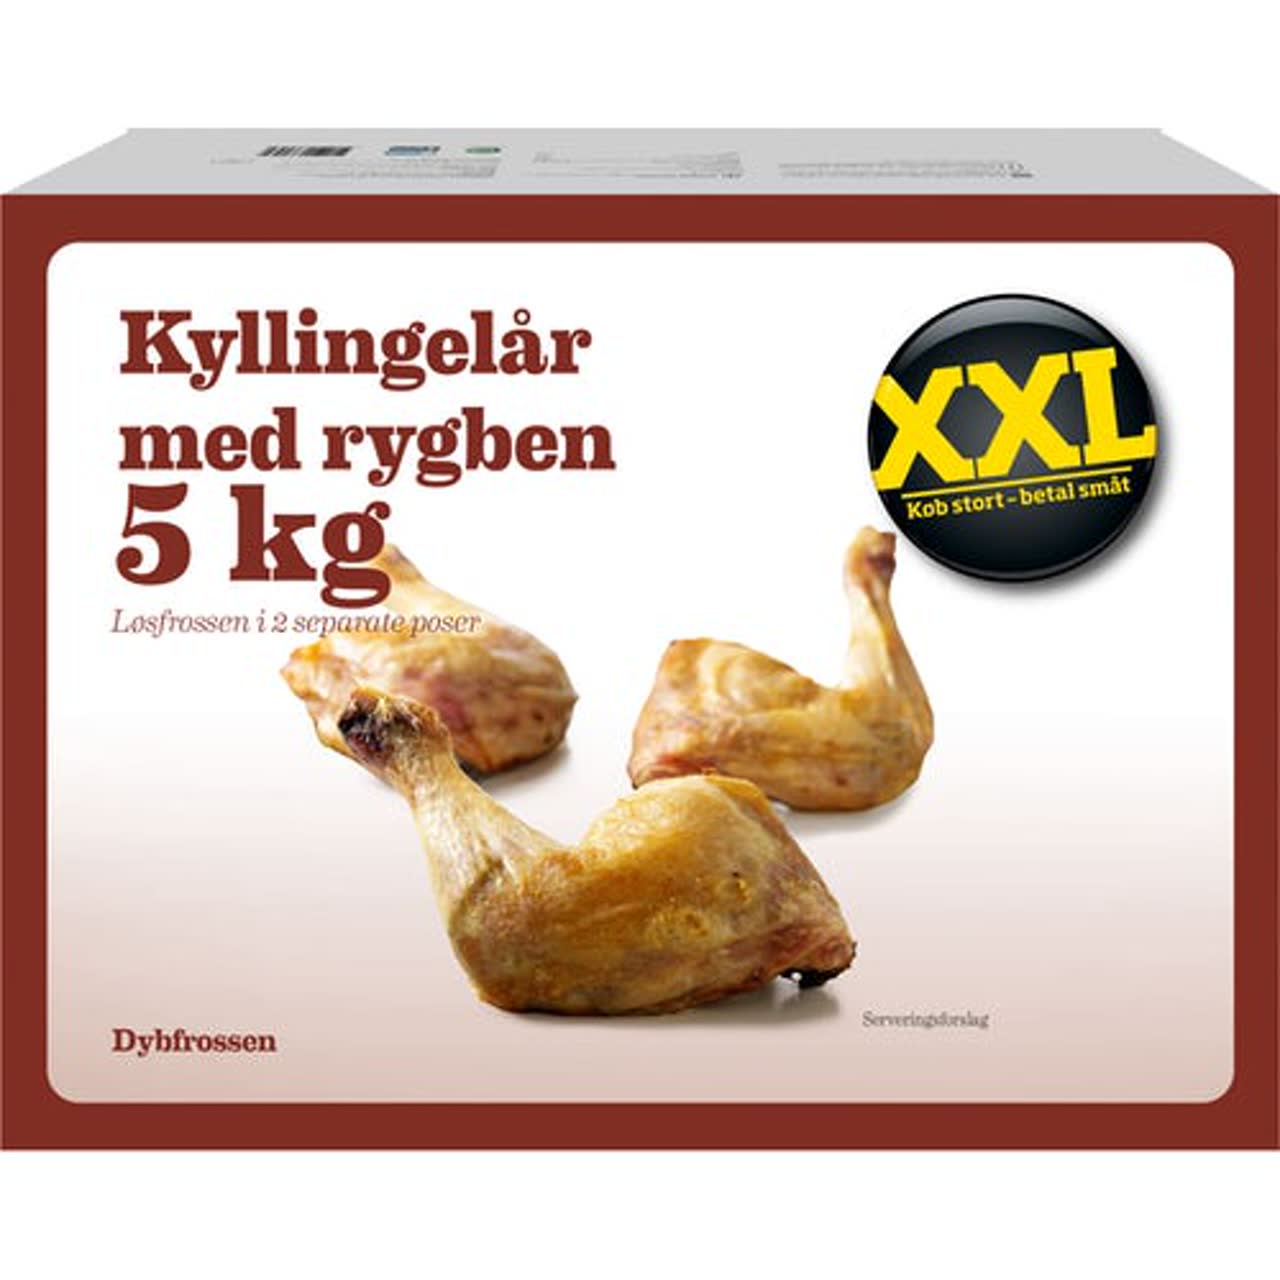 Kyllingelår
med rygben
5 kg
Løsfrossen i 2 separate poser
XXL
Køb stort - betal småt
Serveringsforslag
Dybfrossen